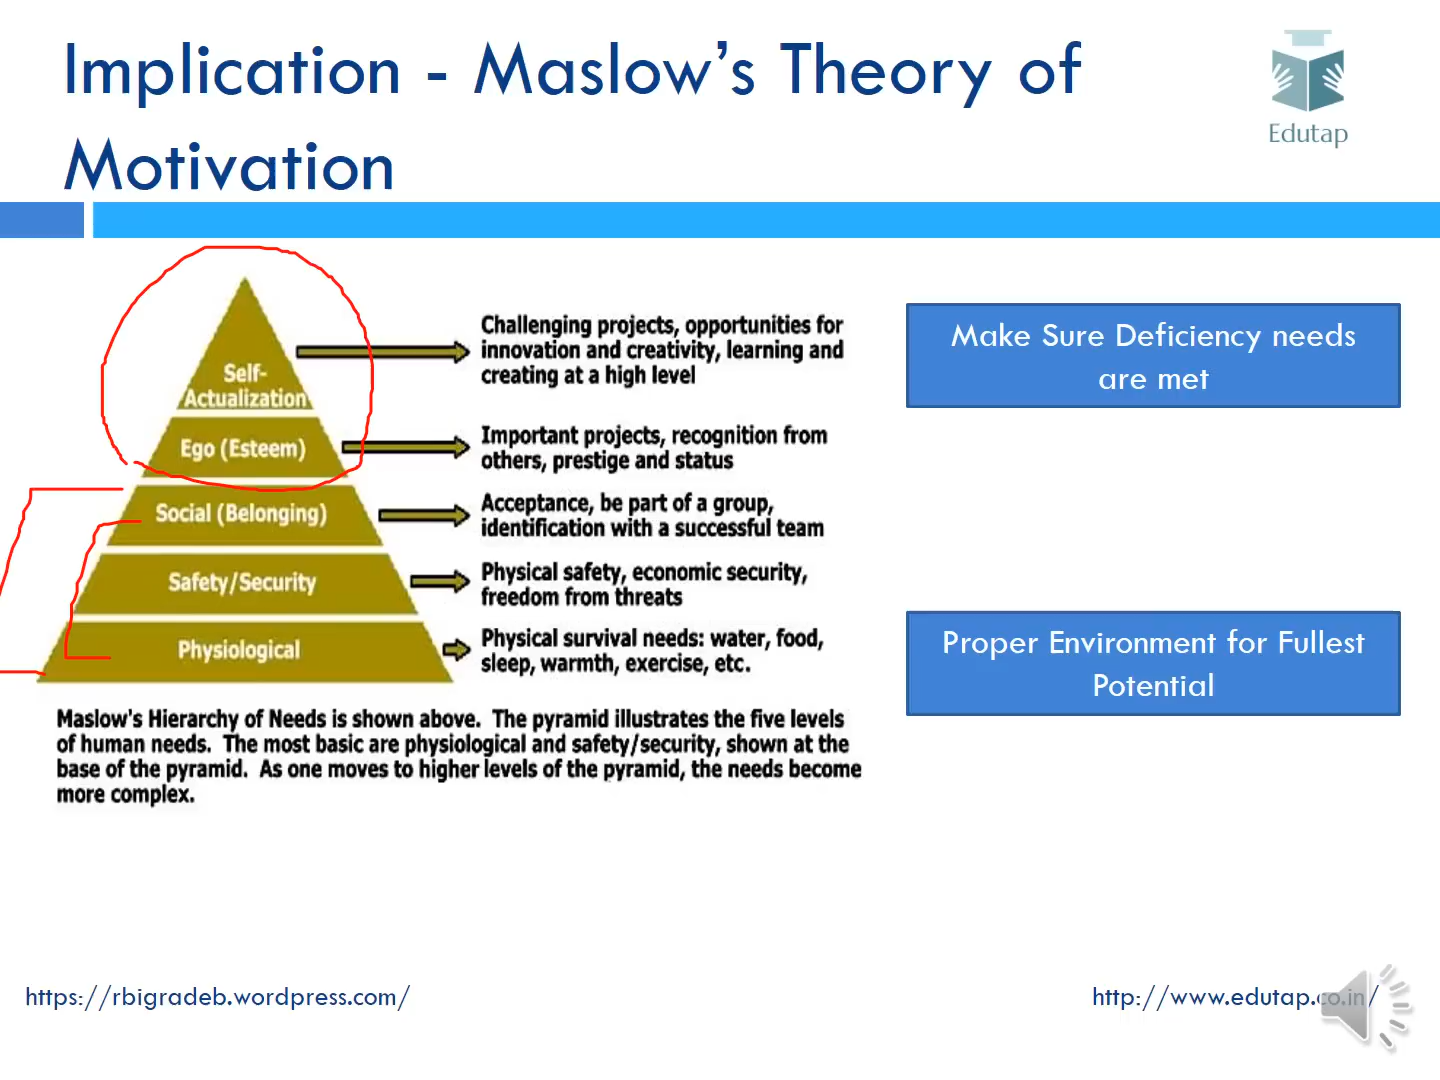 Implication - Maslow's Theory of
Motivation
Edutap
Self-
Actualization
Challenging projects, opportunities for
innovation and creativity, learning and
creating at a high level
Ego (Esteem)
Important projects, recognition from
others, prestige and status
Social (Belonging)
Acceptance, be part of a group,
identification with a successful team
Safety/Security
Physical safety, economic security,
freedom from threats
Physiological
Physical survival needs: water, food,
sleep, warmth, exercise, etc.
Maslow's Hierarchy of Needs is shown above. The pyramid illustrates the five levels
of human needs. The most basic are physiological and safety/security, shown at the
base of the pyramid. As one moves to higher levels of the pyramid, the needs become
more complex.
Make Sure Deficiency needs
are met
Proper Environment for Fullest
Potential
https://rbigradeb.wordpress.com/
http://www.edutap.co.in/